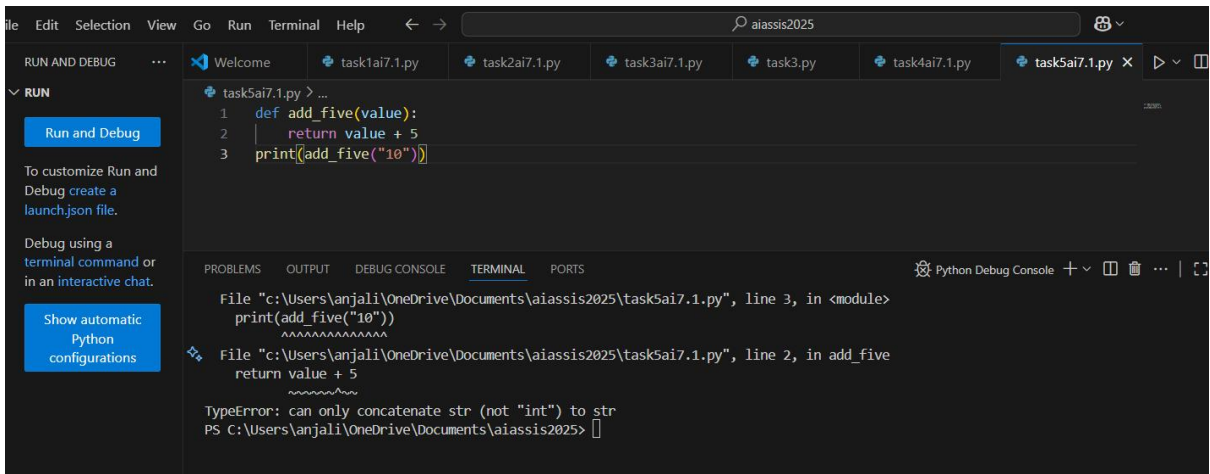 ile Edit Selection View Go Run Terminal Help ← → aiassis2025
RUN AND DEBUG ...
RUN
Run and Debug
To customize Run and
Debug create a
launch.json file.
Debug using a
terminal command or
in an interactive chat.
Show automatic
Python
configurations
Welcome task1ai7.1.py task2ai7.1.py task3ai7.1.py task3.py task4ai7.1.py task5ai7.1.py ×
task5ai7.1.py > ...
1 def add_five(value):
2     return value + 5
3 print(add_five("10"))
PROBLEMS OUTPUT DEBUG CONSOLE TERMINAL PORTS Python Debug Console
  File "c:\Users\anjali\OneDrive\Documents\aiassis2025\task5ai7.1.py", line 3, in <module>
    print(add_five("10"))
          ^^^^^^^^^^^^^^
  File "c:\Users\anjali\OneDrive\Documents\aiassis2025\task5ai7.1.py", line 2, in add_five
    return value + 5
           ~~~~~~^~~
TypeError: can only concatenate str (not "int") to str
PS C:\Users\anjali\OneDrive\Documents\aiassis2025>